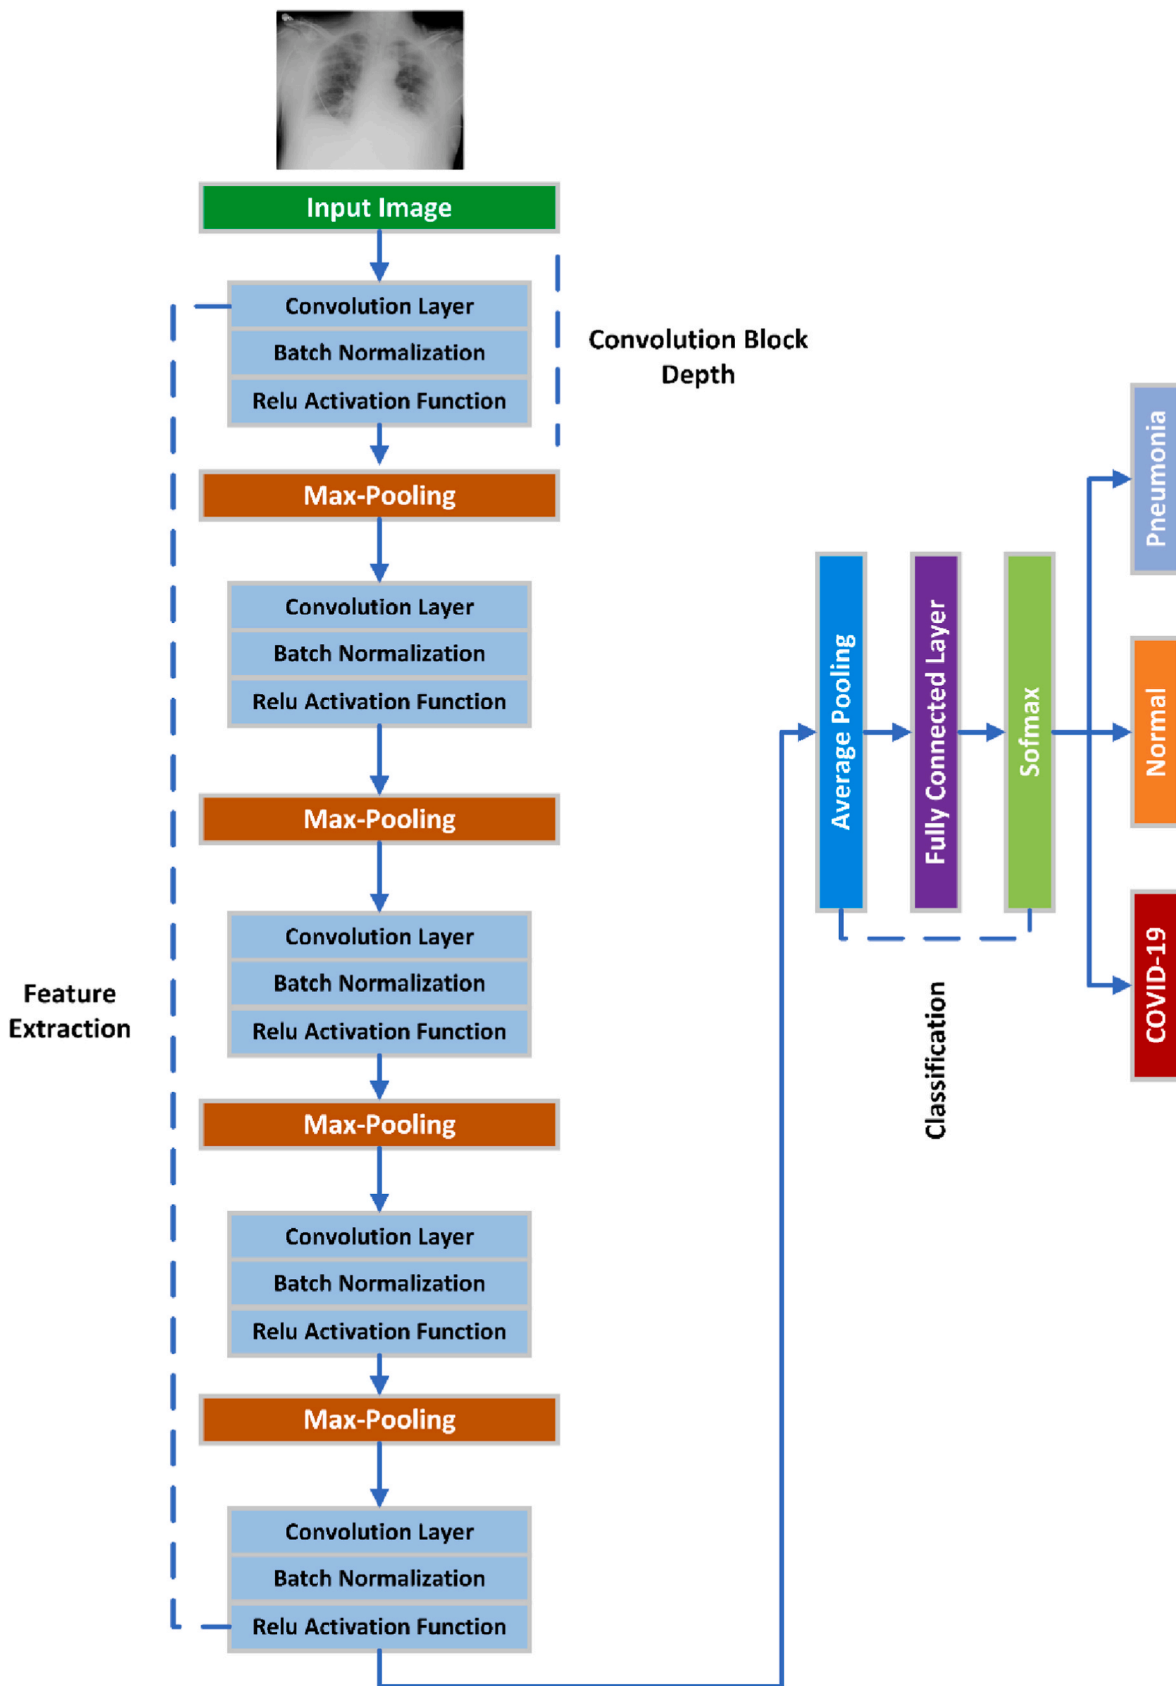 Input Image
Convolution Layer
Batch Normalization
Relu Activation Function
Convolution Block
Depth
Max-Pooling
Convolution Layer
Batch Normalization
Relu Activation Function
Max-Pooling
Convolution Layer
Batch Normalization
Relu Activation Function
Feature
Extraction
Max-Pooling
Convolution Layer
Batch Normalization
Relu Activation Function
Max-Pooling
Convolution Layer
Batch Normalization
Relu Activation Function
Average Pooling
Fully Connected Layer
Sofmax
Classification
Pneumonia
Normal
COVID-19